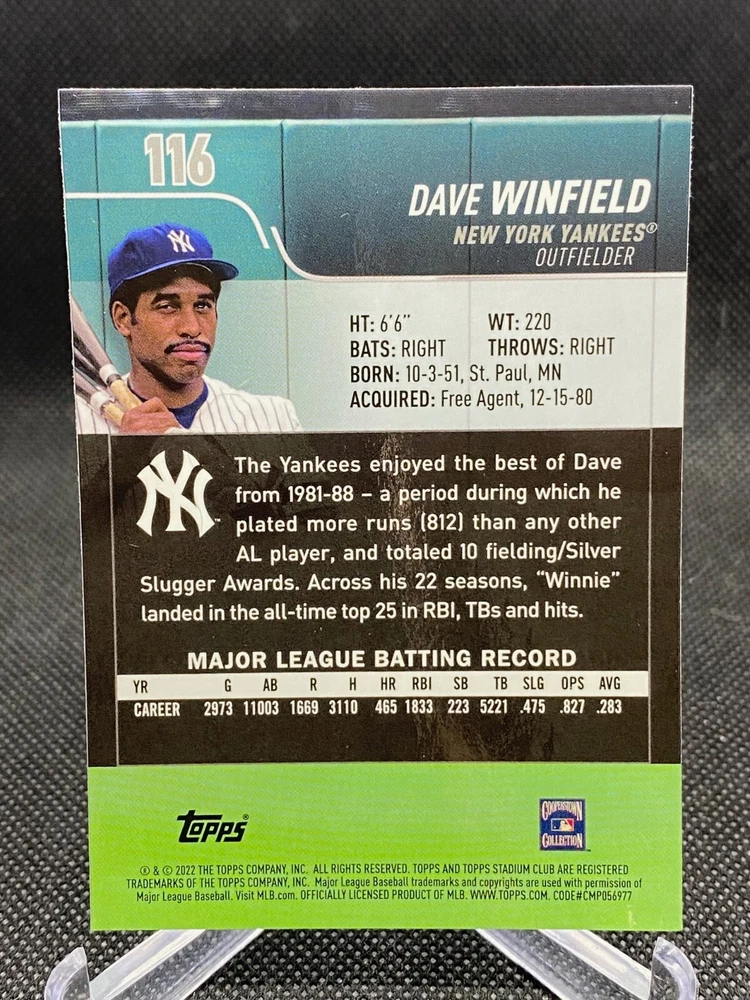 116
DAVE WINFIELD
NEW YORK YANKEES®
OUTFIELDER
NY
HT: 6'6" WT: 220
BATS: RIGHT THROWS: RIGHT
BORN: 10-3-51, St. Paul, MN
ACQUIRED: Free Agent, 12-15-80
NY™
The Yankees enjoyed the best of Dave
from 1981-88 – a period during which he
plated more runs (812) than any other
AL player, and totaled 10 fielding/Silver
Slugger Awards. Across his 22 seasons, "Winnie"
landed in the all-time top 25 in RBI, TBs and hits.
MAJOR LEAGUE BATTING RECORD
YR G AB R H HR RBI SB TB SLG OPS AVG
CAREER 2973 11003 1669 3110 465 1833 223 5221 .475 .827 .283
Topps®
COOPERSTOWN
COLLECTION™
® & © 2022 THE TOPPS COMPANY, INC. ALL RIGHTS RESERVED. TOPPS AND TOPPS STADIUM CLUB ARE REGISTERED
TRADEMARKS OF THE TOPPS COMPANY, INC. Major League Baseball trademarks and copyrights are used with permission of
Major League Baseball. Visit MLB.com. OFFICIALLY LICENSED PRODUCT OF MLB. WWW.TOPPS.COM. CODE#CMP056977